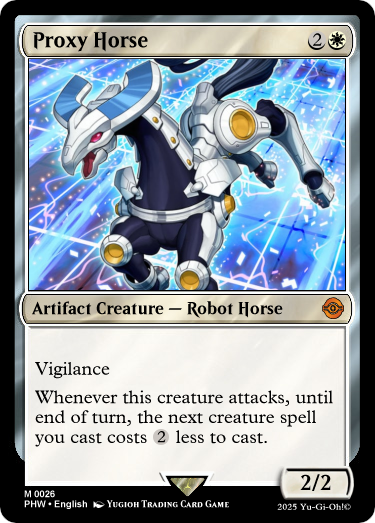 Proxy Horse 2
Artifact Creature — Robot Horse
Vigilance
Whenever this creature attacks, until
end of turn, the next creature spell
you cast costs 2 less to cast.
2/2
M 0026
PHW • English Yugioh Trading Card Game
2025 Yu-Gi-Oh!©